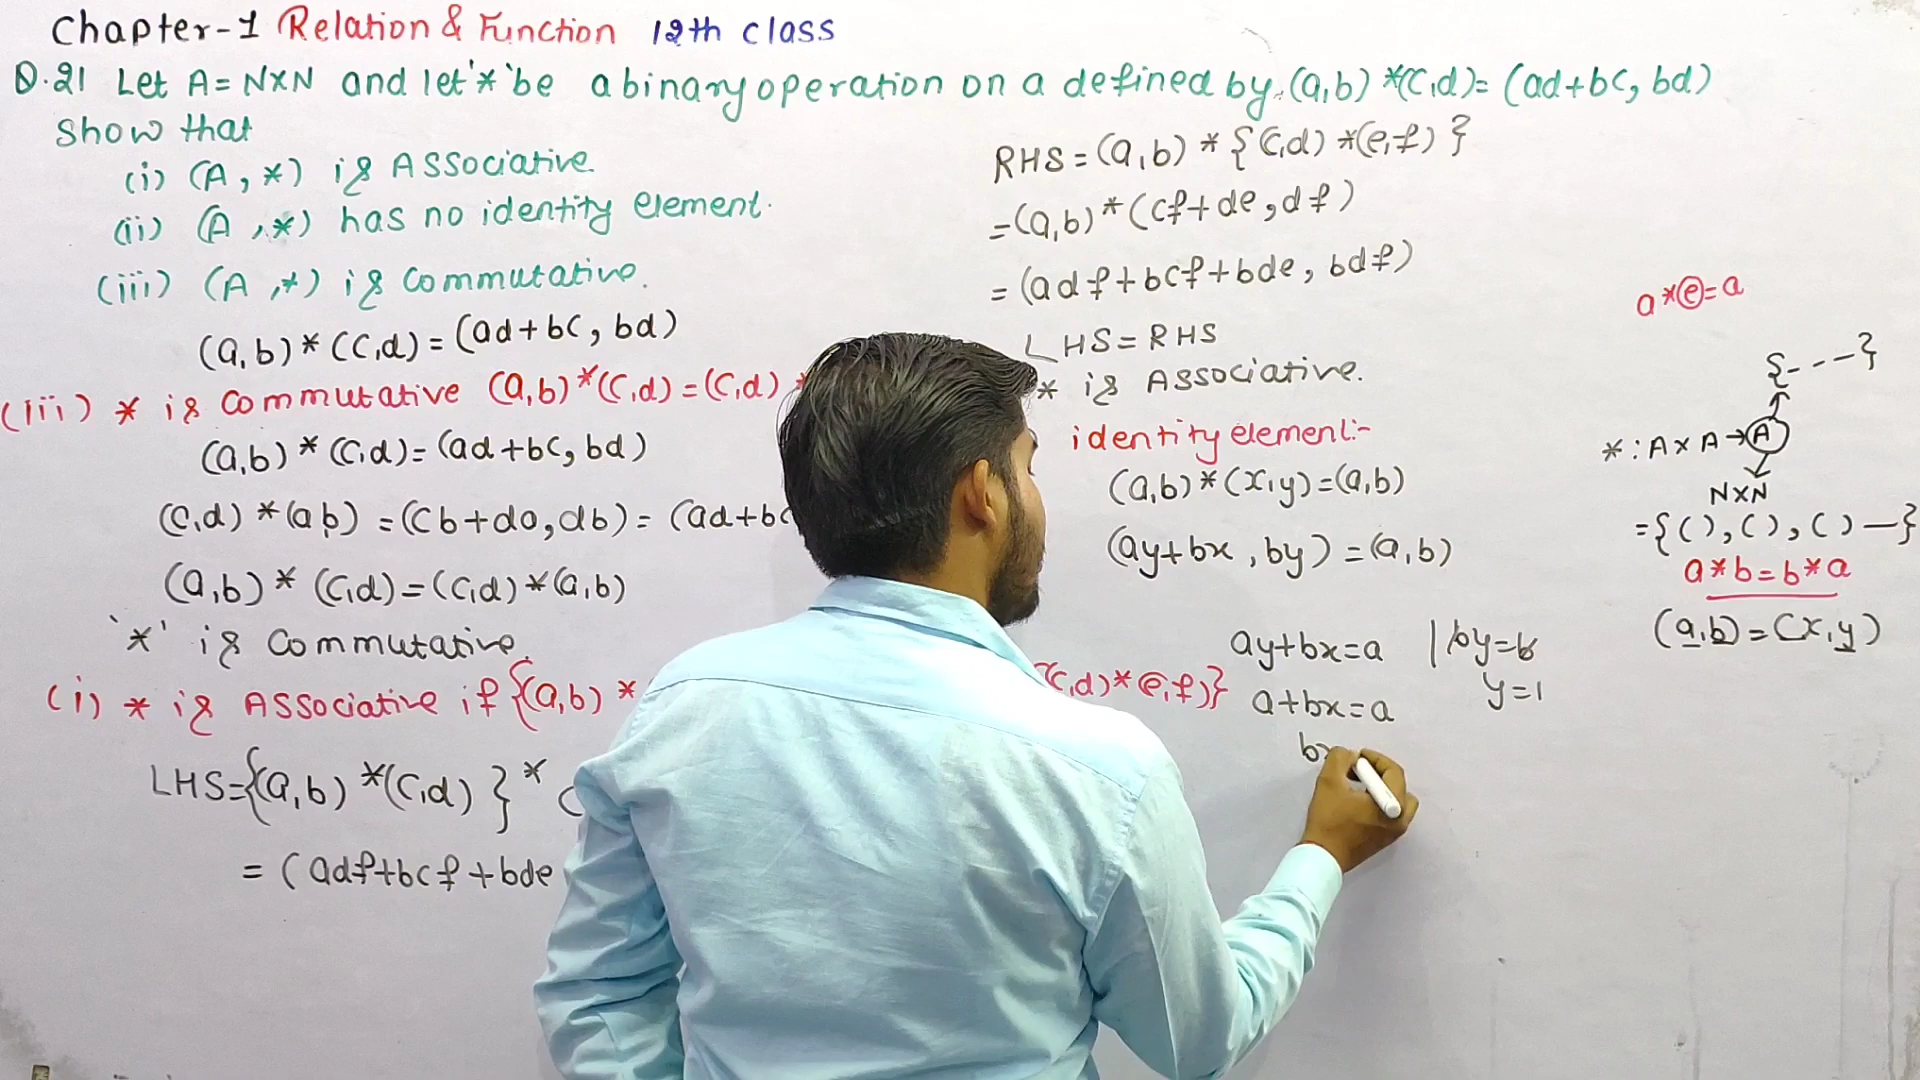 Chapter-1 Relation & Function 12th class
Q.21 Let A=N×N and let '*' be a binary operation on a defined by (a,b)*(c,d)=(ad+bc, bd)
Show that
(i) (A,*) is Associative.
(ii) (A,*) has no identity element.
(iii) (A,*) is Commutative.
(a,b)*(c,d)=(ad+bc, bd)
(iii) * is Commutative (a,b)*(c,d)=(c,d)
(a,b)*(c,d)=(ad+bc, bd)
(c,d)*(a,b)=(cb+da,db)=(ad+bc
(a,b)*(c,d)=(c,d)*(a,b)
'*' is Commutative.
(i) * is Associative if {(a,b)*
(c,d)*(e,f)}
LHS={(a,b)*(c,d)}*(
=(adf+bcf+bde
RHS=(a,b)*{(c,d)*(e,f)}
=(a,b)*(cf+de,df)
=(adf+bcf+bde, bdf)
LHS=RHS
* is Associative.
identity element:-
(a,b)*(x,y)=(a,b)
(ay+bx, by)=(a,b)
ay+bx=a | by=b
a+bx=a y=1
bx
a*e=a
{---}
*:A×A→A
N×N
={(),(),()—}
a*b=b*a
(a,b)=(x,y)